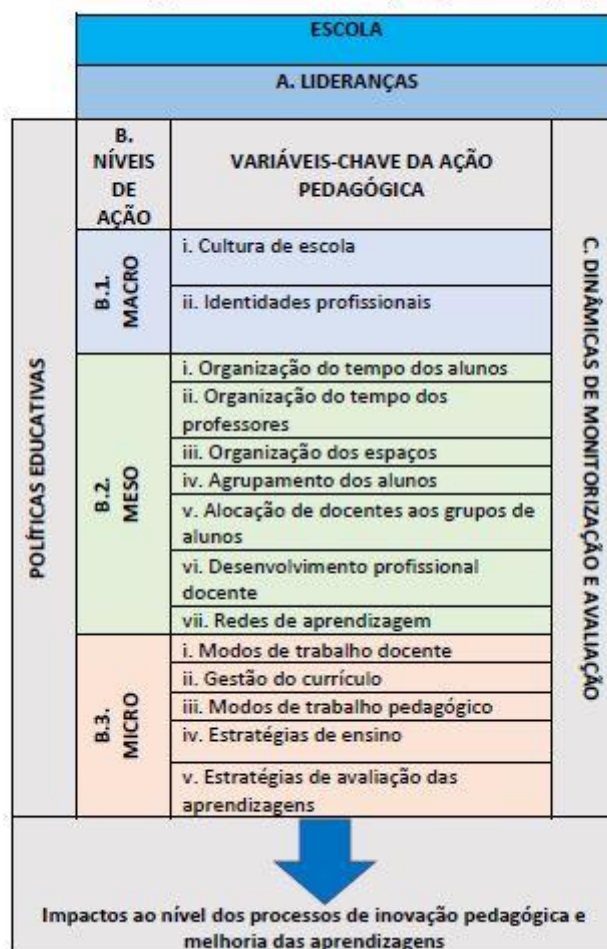 ESCOLA
A. LIDERANÇAS
POLÍTICAS EDUCATIVAS
B.
NÍVEIS
DE
AÇÃO
VARIÁVEIS-CHAVE DA AÇÃO
PEDAGÓGICA
C. DINÂMICAS DE MONITORIZAÇÃO E AVALIAÇÃO
B.1.
MACRO
i. Cultura de escola
ii. Identidades profissionais
B.2.
MESO
i. Organização do tempo dos alunos
ii. Organização do tempo dos
professores
iii. Organização dos espaços
iv. Agrupamento dos alunos
v. Alocação de docentes aos grupos de
alunos
vi. Desenvolvimento profissional
docente
vii. Redes de aprendizagem
B.3.
MICRO
i. Modos de trabalho docente
ii. Gestão do currículo
iii. Modos de trabalho pedagógico
iv. Estratégias de ensino
v. Estratégias de avaliação das
aprendizagens
Impactos ao nível dos processos de inovação pedagógica e
melhoria das aprendizagens